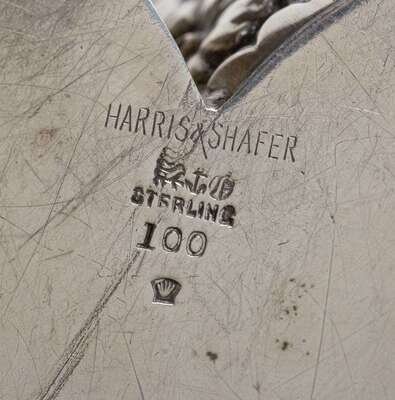 HARRIS & SHAFER
STERLING
100